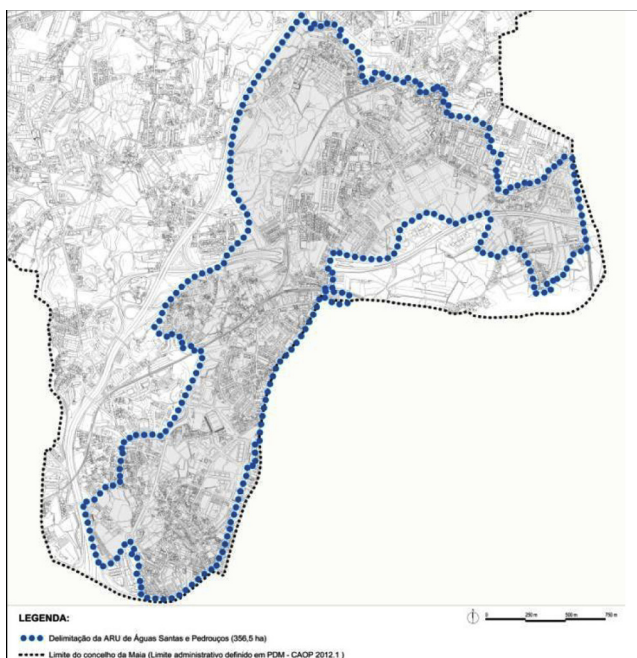 LEGENDA:
0 250 m 500 m 750 m
Delimitação da ARU de Águas Santas e Pedrouços (356,5 ha)
Limite do concelho da Maia (Limite administrativo definido em PDM - CAOP 2012.1 )